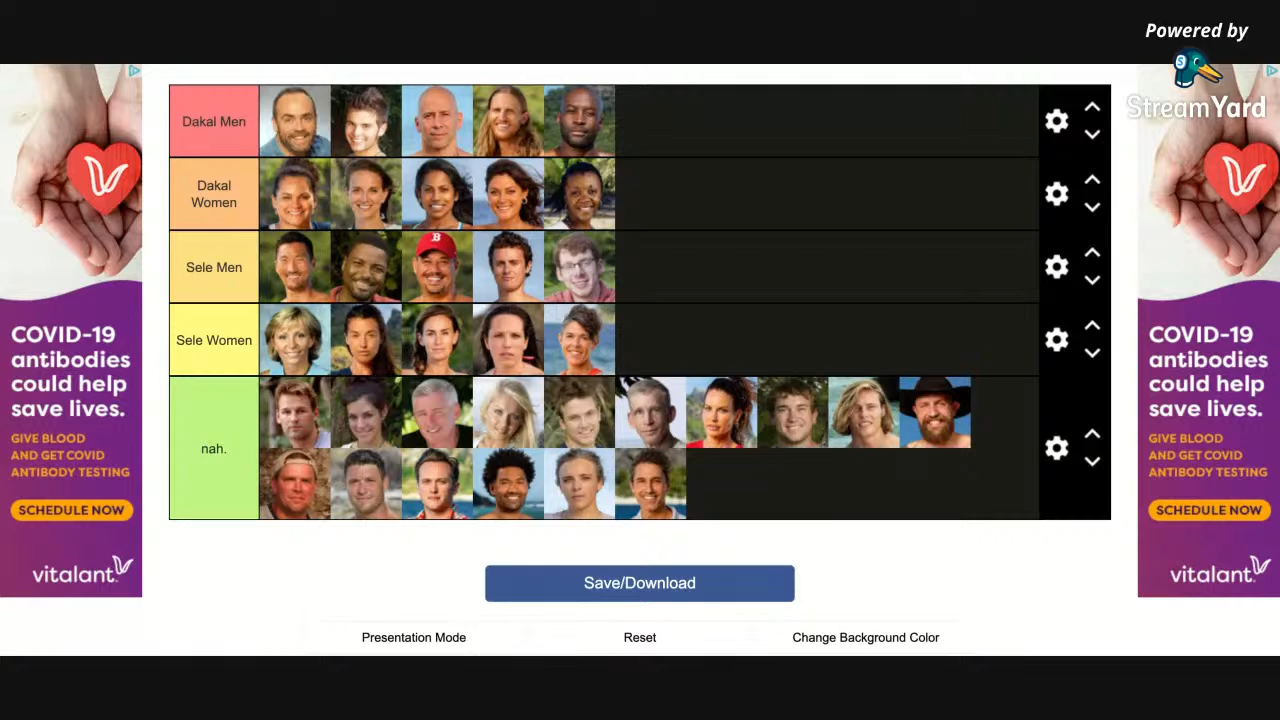 Powered by
StreamYard
Dakal Men
Dakal
Women
Sele Men
B
Sele Women
nah.
COVID-19
antibodies
could help
save lives.
GIVE BLOOD
AND GET COVID
ANTIBODY TESTING
SCHEDULE NOW
vitalant
COVID-19
antibodies
could help
save lives.
GIVE BLOOD
AND GET COVID
ANTIBODY TESTING
SCHEDULE NOW
vitalant
Save/Download
Presentation Mode
Reset
Change Background Color